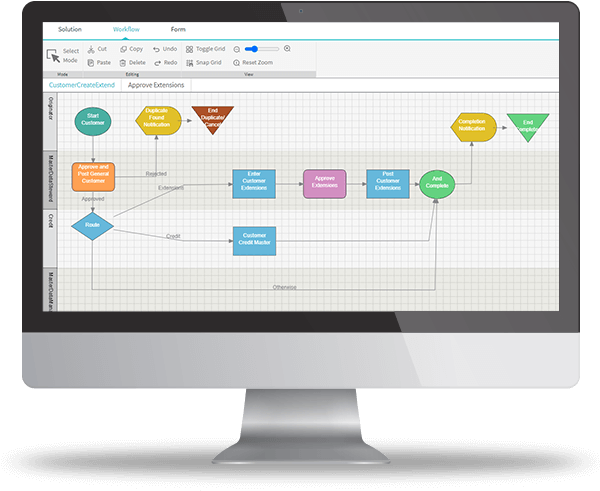 Solution Workflow Form
Select
Mode
Cut Copy Undo Toggle Grid
Paste Delete Redo Snap Grid Reset Zoom
Mode Editing View
CustomerCreateExtend Approve Extensions
Originator
Start
Customer
Duplicate
Found
Notification
End
Duplicate/
Cancel
Completion
Notification
End
Complete
Approve and
Post General
Customer
Rejected
Extensions
Enter
Customer
Extensions
Approve
Extensions
Post
Customer
Extensions
And
Complete
Approved
Credit
Route
Credit
Customer
Credit Master
Otherwise